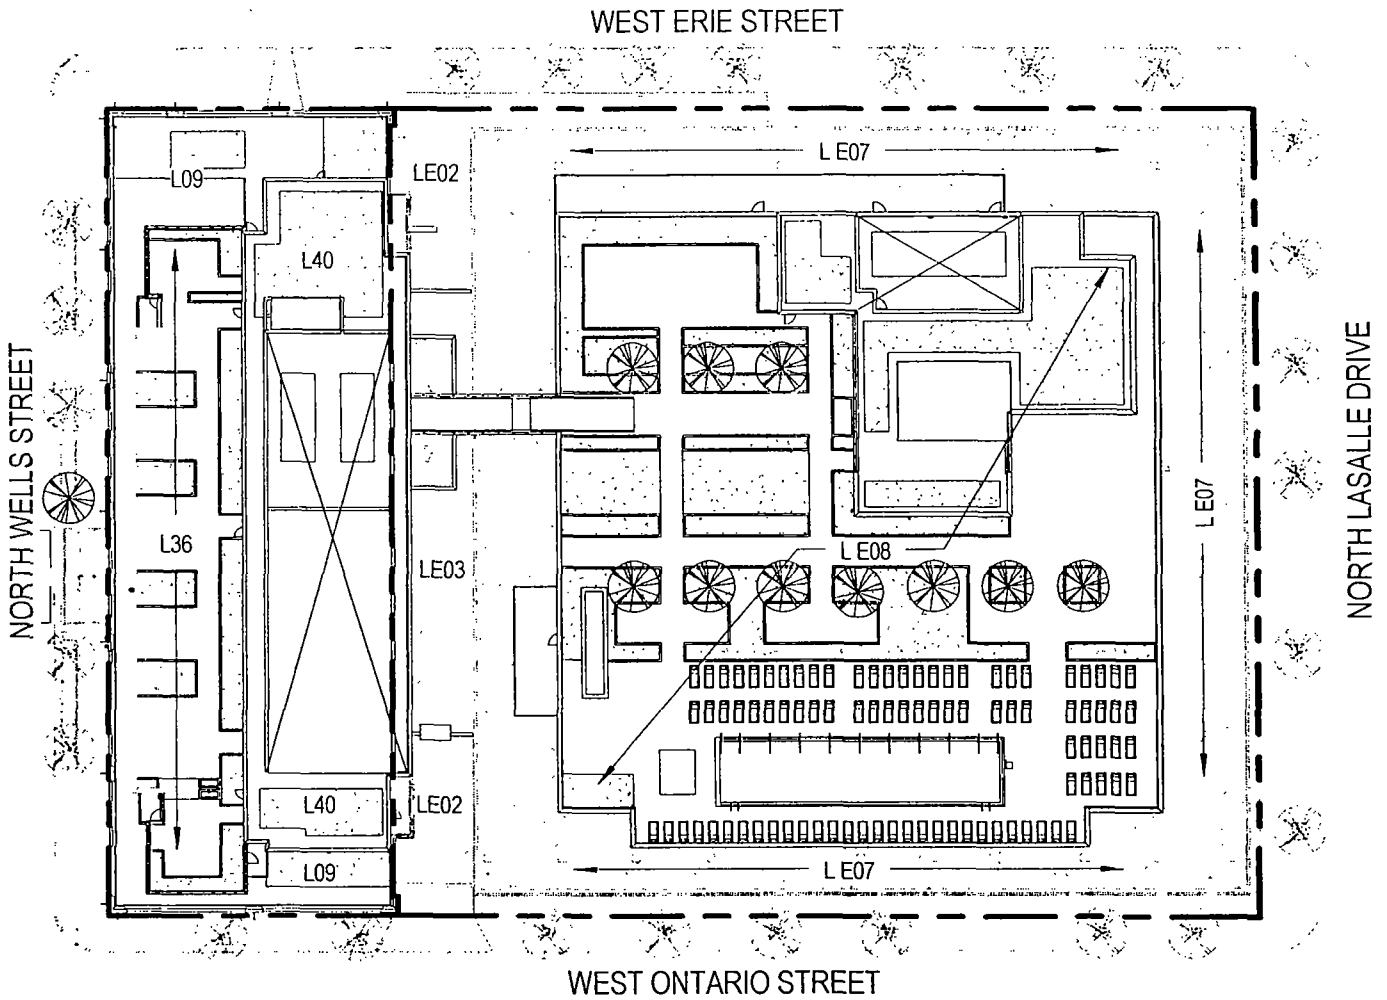 WEST ERIE STREET
L E07
LE02
L09
L40
NORTH WELLS STREET
NORTH LASALLE DRIVE
L E07
L36
L E08
LE03
L40
LE02
L09
L E07
WEST ONTARIO STREET